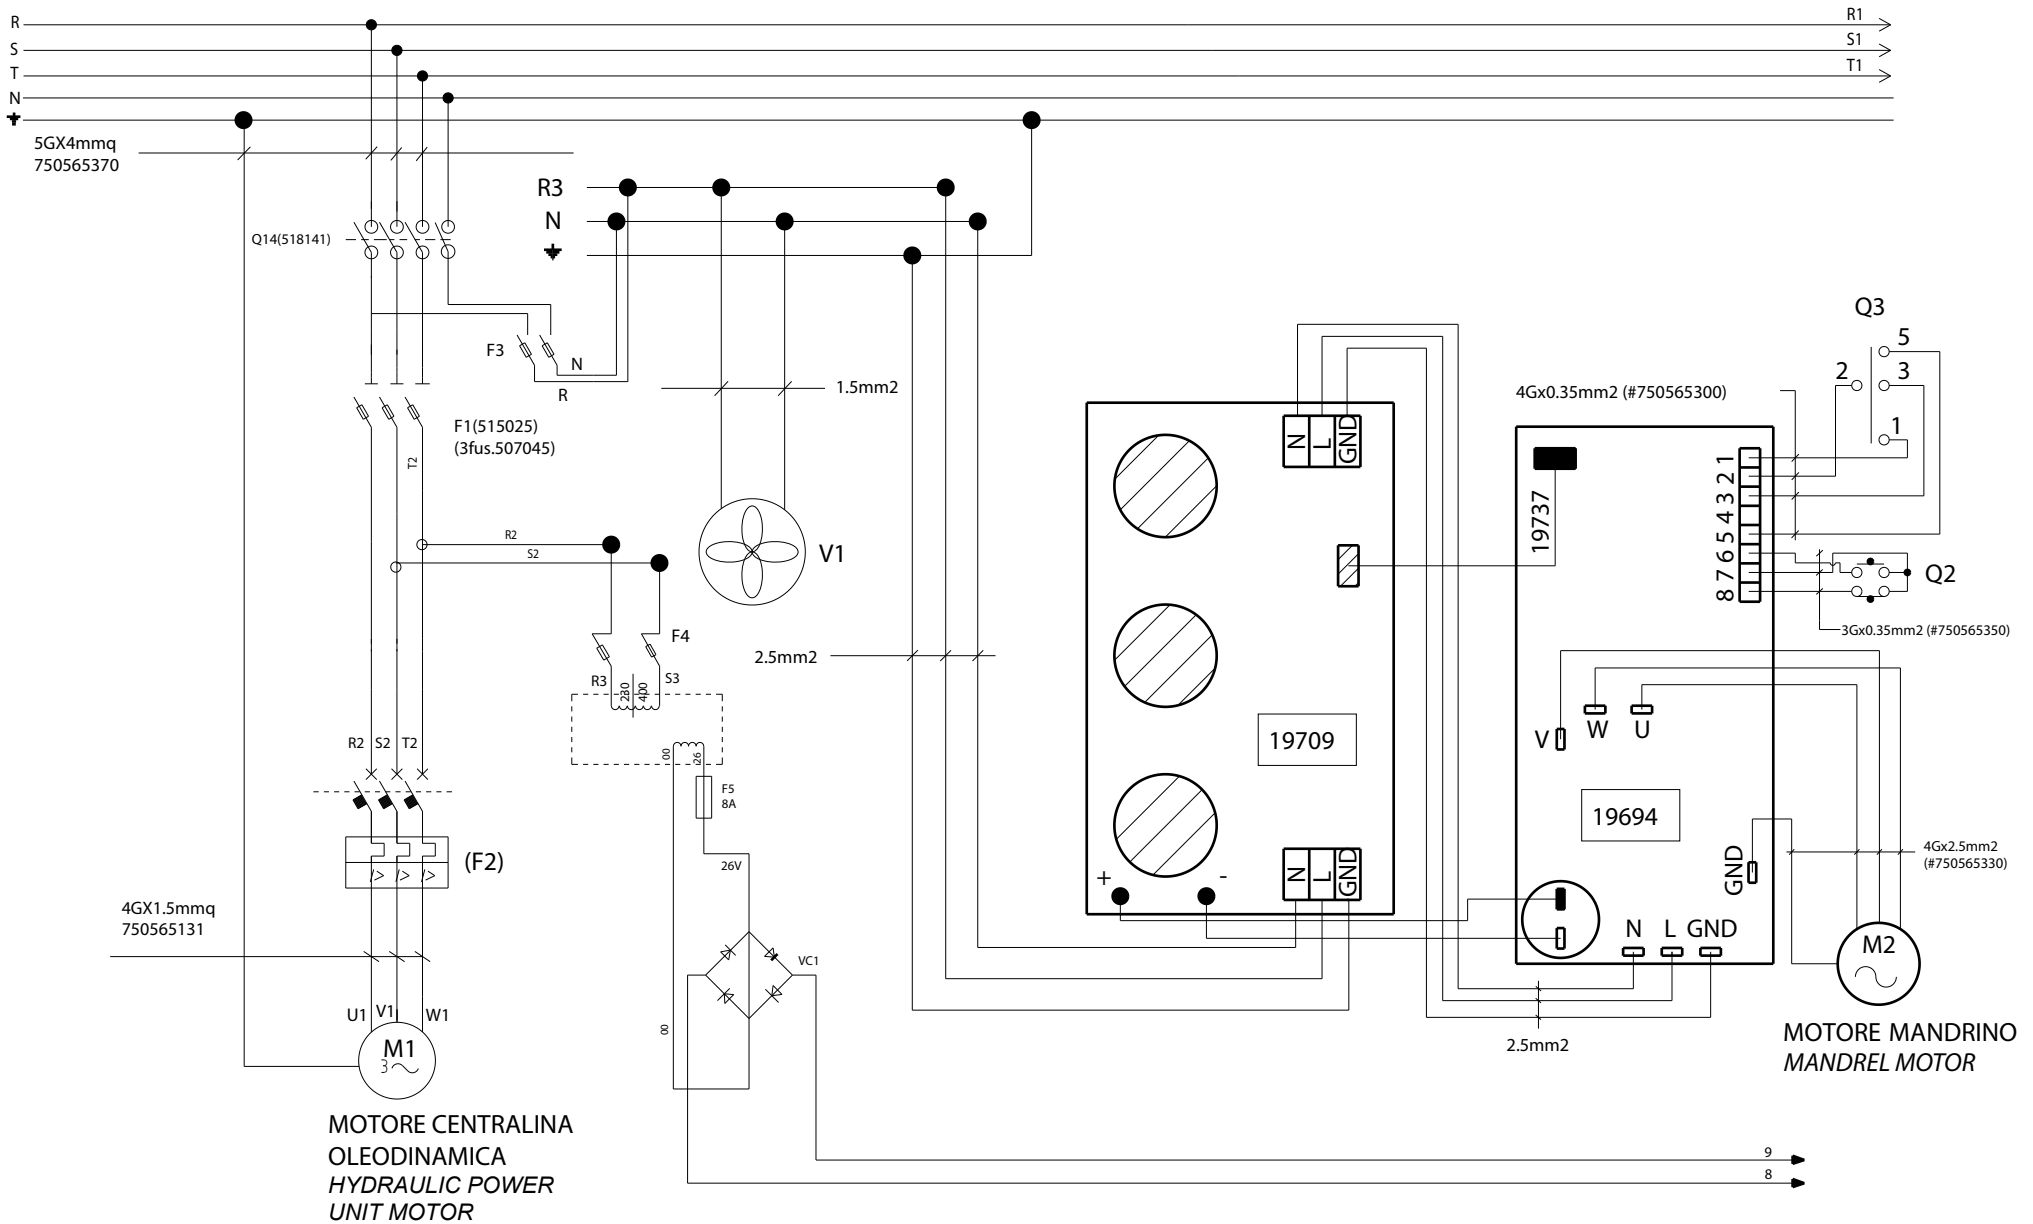 R
R1
S
S1
T
T1
N
5GX4mmq
750565370
R3
N
Q14(518141)
F3
N
R
1.5mm2
F1(515025)
(3fus.507045)
T2
Q3
5
2
3
1
4Gx0.35mm2 (#750565300)
N
L
GND
19737
1
2
3
4
5
6
7
8
Q2
3Gx0.35mm2 (#750565350)
R2
S2
V1
F4
2.5mm2
R3
S3
230
400
00
26
F5
8A
26V
R2
S2
T2
(F2)
19709
V
W
U
19694
4Gx2.5mm2
(#750565330)
GND
+
-
N
L
GND
N
L
GND
M2
4GX1.5mmq
750565131
VC1
00
U1
V1
W1
M1
3
2.5mm2
MOTORE MANDRINO
MANDREL MOTOR
MOTORE CENTRALINA
OLEODINAMICA
HYDRAULIC POWER
UNIT MOTOR
9
8